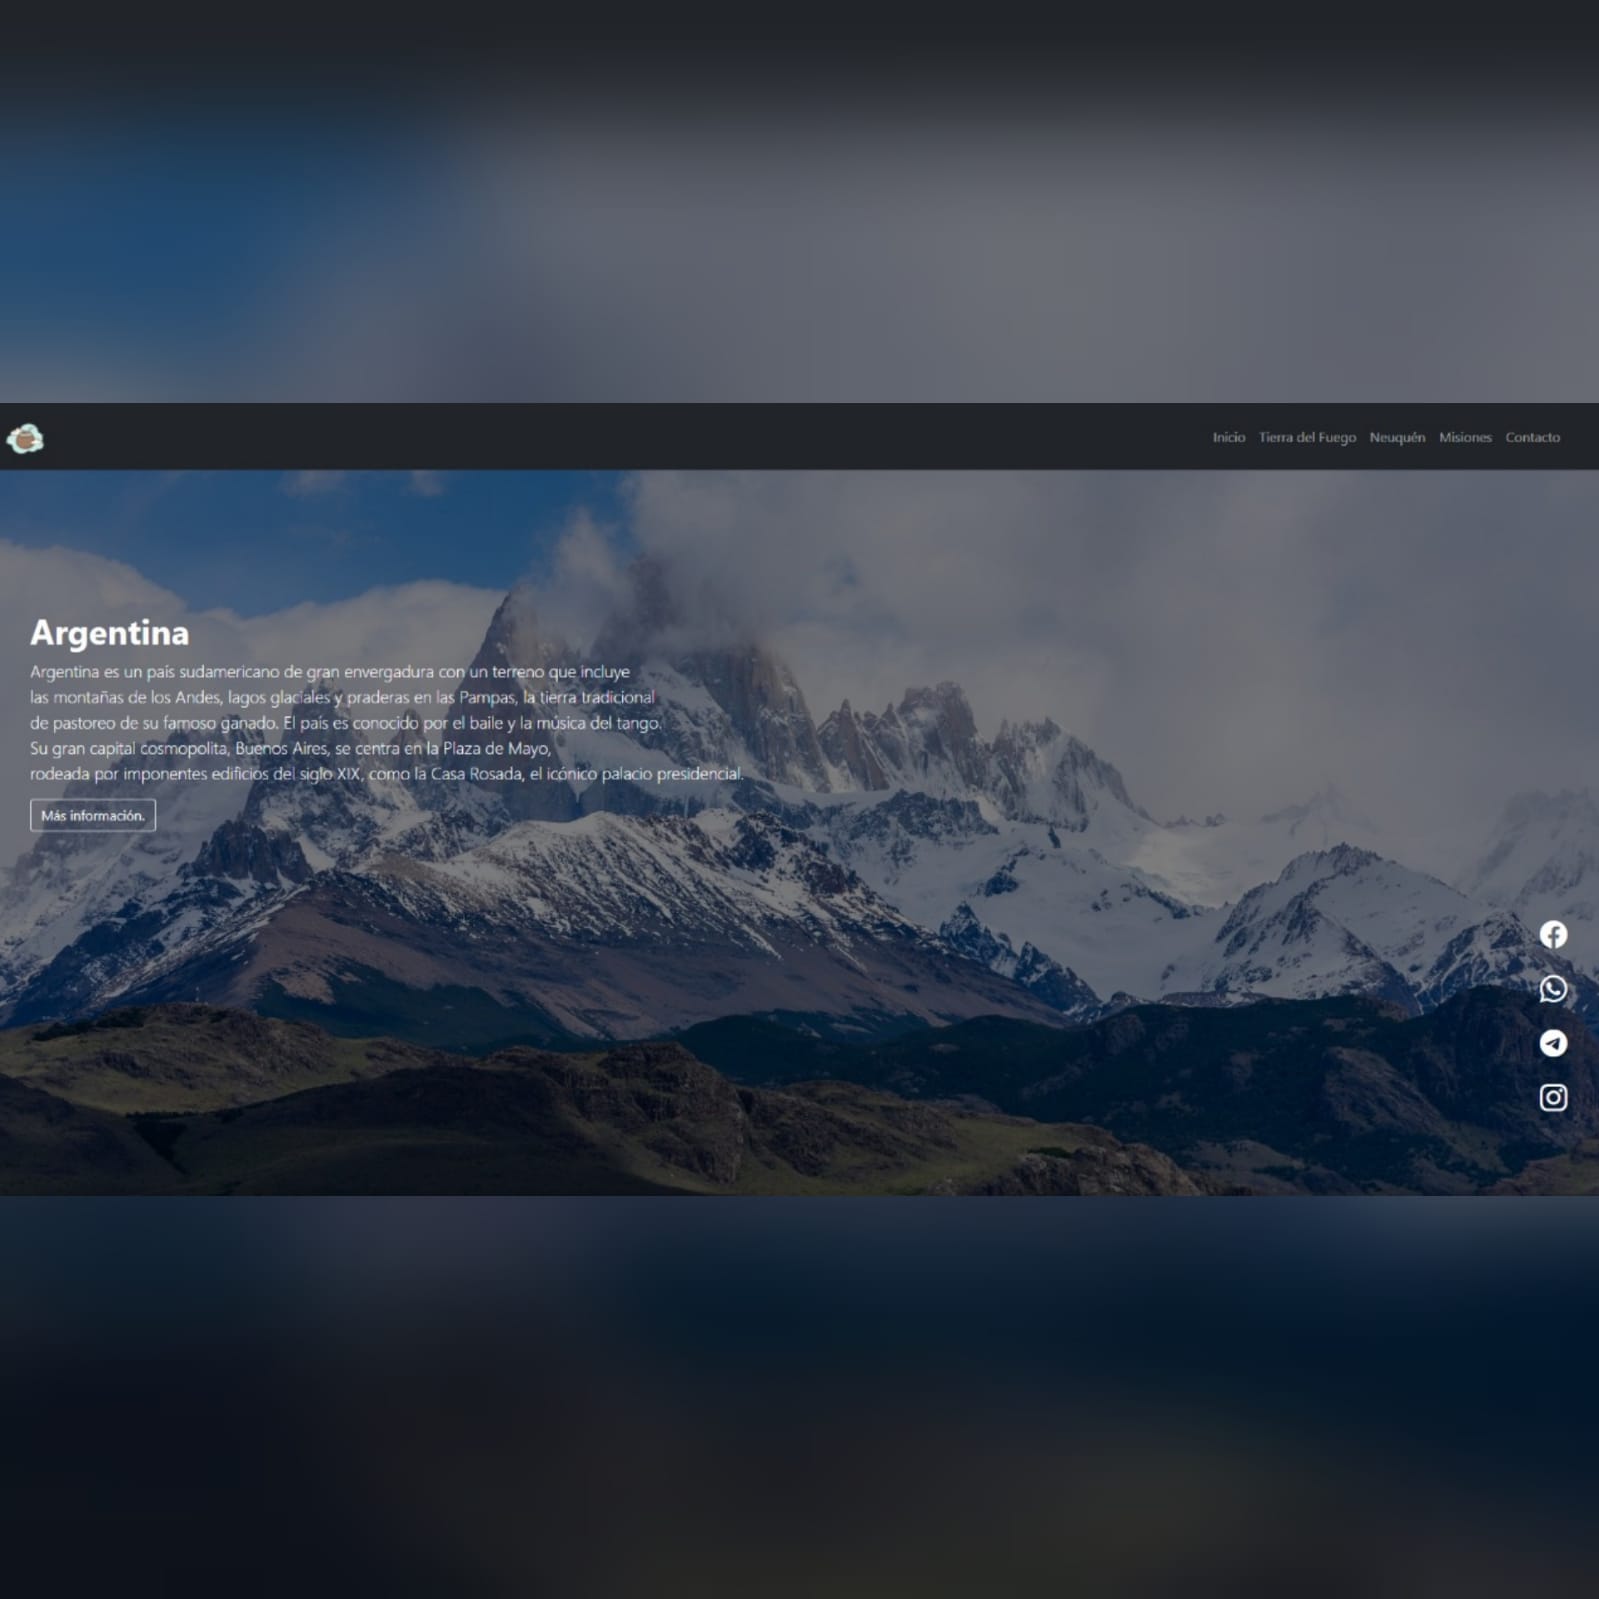 Inicio Tierra del Fuego Neuquén Misiones Contacto
Argentina
Argentina es un país sudamericano de gran envergadura con un terreno que incluye
las montañas de los Andes, lagos glaciales y praderas en las Pampas, la tierra tradicional
de pastoreo de su famoso ganado. El país es conocido por el baile y la música del tango.
Su gran capital cosmopolita, Buenos Aires, se centra en la Plaza de Mayo,
rodeada por imponentes edificios del siglo XIX, como la Casa Rosada, el icónico palacio presidencial.
Más información.